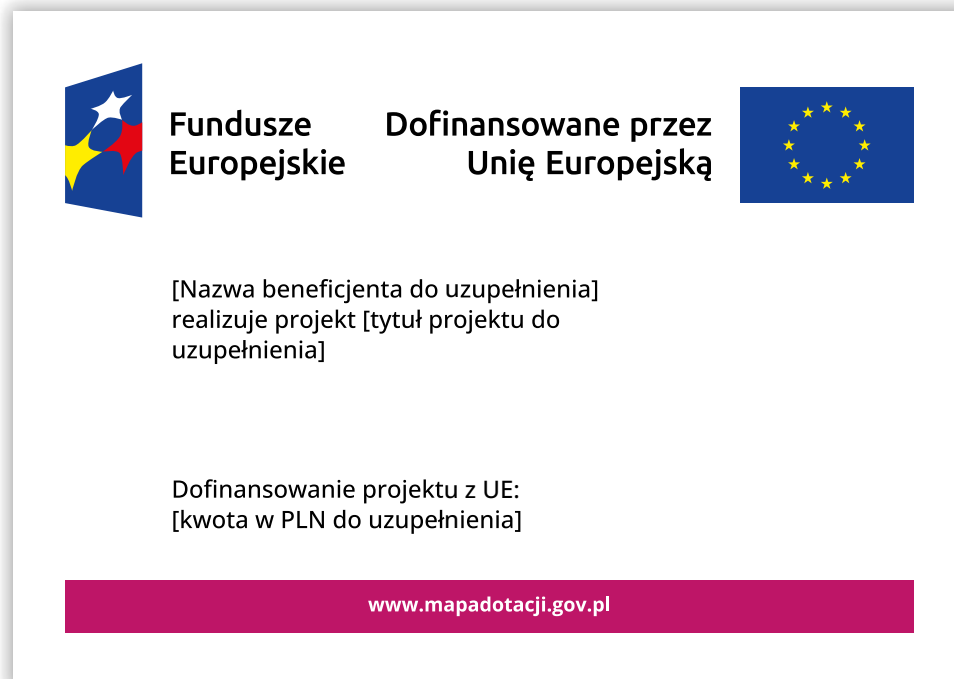 Fundusze
Europejskie
Dofinansowane przez
Unię Europejską
[Nazwa beneficjenta do uzupełnienia]
realizuje projekt [tytuł projektu do
uzupełnienia]
Dofinansowanie projektu z UE:
[kwota w PLN do uzupełnienia]
www.mapadotacji.gov.pl